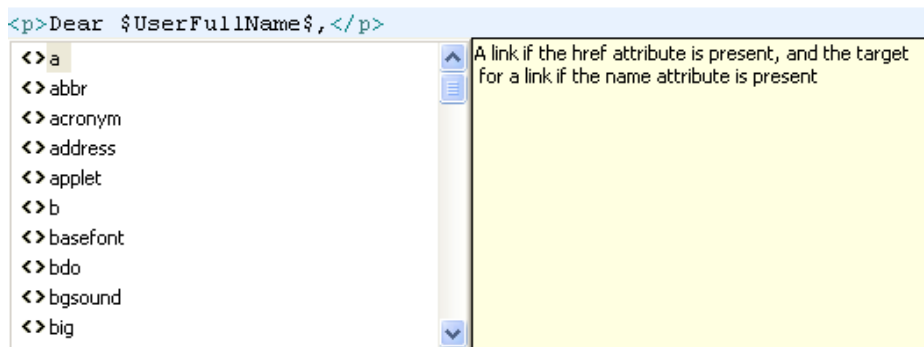 <p>Dear $UserFullName$,</p>
<>a
<>abbr
<>acronym
<>address
<>applet
<>b
<>basefont
<>bdo
<>bgsound
<>big
A link if the href attribute is present, and the target
for a link if the name attribute is present